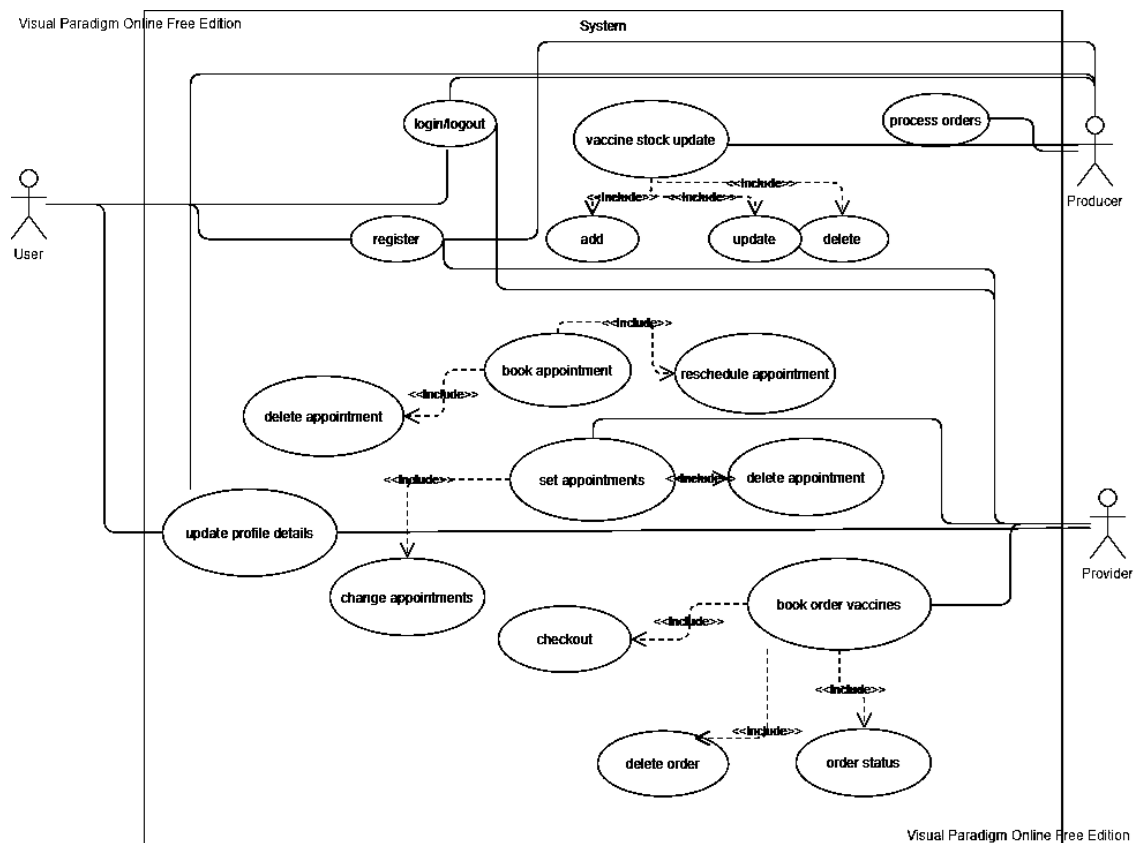 Visual Paradigm Online Free Edition
System
login/logout
process orders
vaccine stock update
<<Include>>
<<Include>>
<<Include>>
Producer
User
register
add
update
delete
<<Include>>
book appointment
reschedule appointment
<<Include>>
delete appointment
<<Include>>
set appointments
<<Include>>
delete appointment
update profile details
Provider
change appointments
book order vaccines
<<Include>>
checkout
<<Include>>
<<Include>>
delete order
order status
Visual Paradigm Online Free Edition